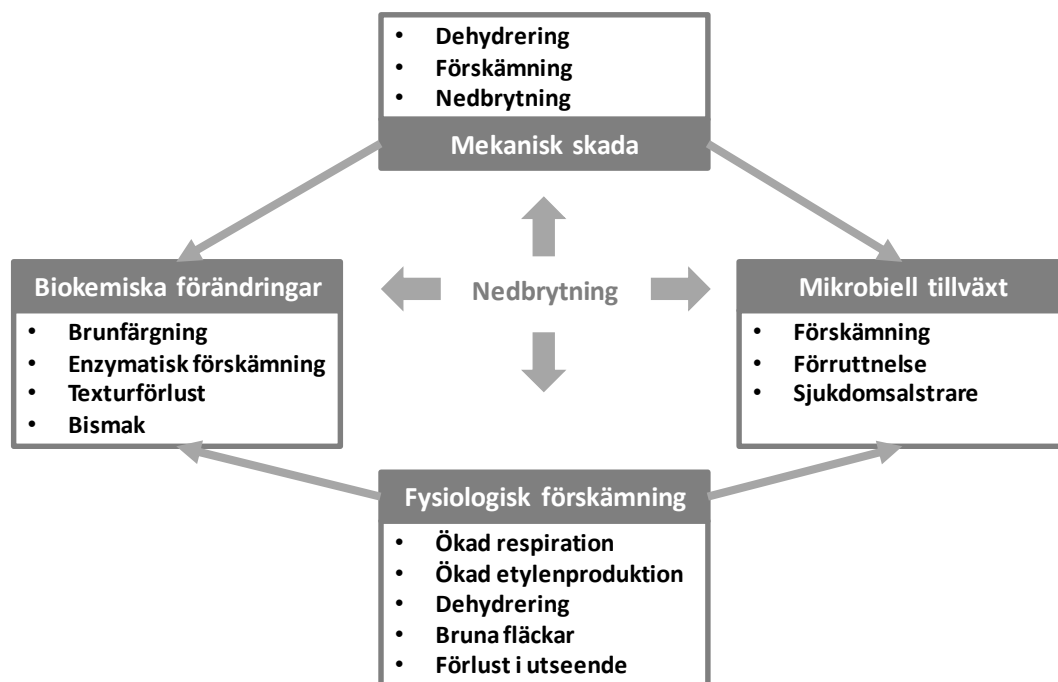 • Dehydrering
• Förskämning
• Nedbrytning
Mekanisk skada
Biokemiska förändringar
• Brunfärgning
• Enzymatisk förskämning
• Texturförlust
• Bismak
Nedbrytning
Mikrobiell tillväxt
• Förskämning
• Förruttnelse
• Sjukdomsalstrare
Fysiologisk förskämning
• Ökad respiration
• Ökad etylenproduktion
• Dehydrering
• Bruna fläckar
• Förlust i utseende